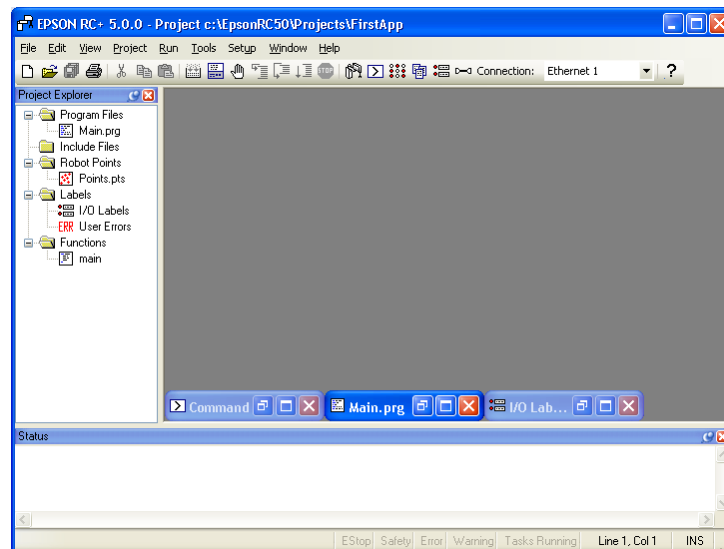 EPSON RC+ 5.0.0 - Project c:\EpsonRC50\Projects\FirstApp
File Edit View Project Run Tools Setup Window Help
STOP Connection: Ethernet 1 ?
Project Explorer
Program Files
Main.prg
Include Files
Robot Points
Points.pts
Labels
I/O Labels
ERR User Errors
Functions
main
Command Main.prg I/O Lab...
Status
EStop Safety Error Warning Tasks Running Line 1, Col 1 INS